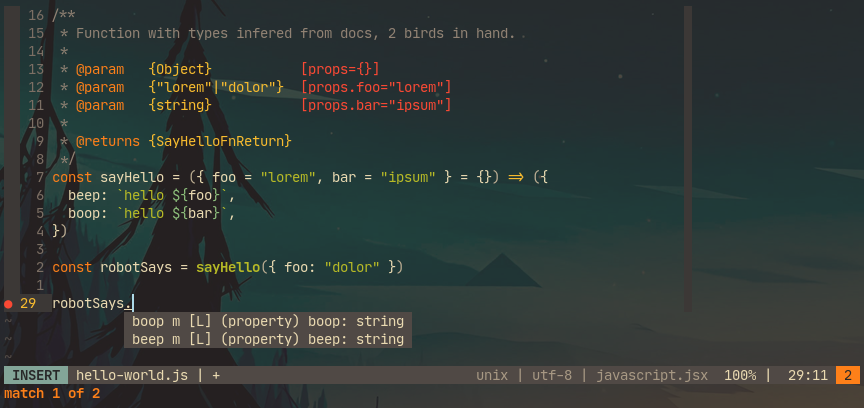 16 /**
15  * Function with types infered from docs, 2 birds in hand.
14  *
13  * @param   {Object}           [props={}]
12  * @param   {"lorem"|"dolor"}  [props.foo="lorem"]
11  * @param   {string}           [props.bar="ipsum"]
10  *
9  * @returns {SayHelloFnReturn}
8  */
7 const sayHello = ({ foo = "lorem", bar = "ipsum" } = {}) => ({
6   beep: `hello ${foo}`,
5   boop: `hello ${bar}`,
4 })
3
2 const robotSays = sayHello({ foo: "dolor" })
1
● 29 robotSays.
~ boop m [L] (property) boop: string
~ beep m [L] (property) beep: string
~
INSERT hello-world.js | + unix | utf-8 | javascript.jsx 100% | 29:11 2
match 1 of 2